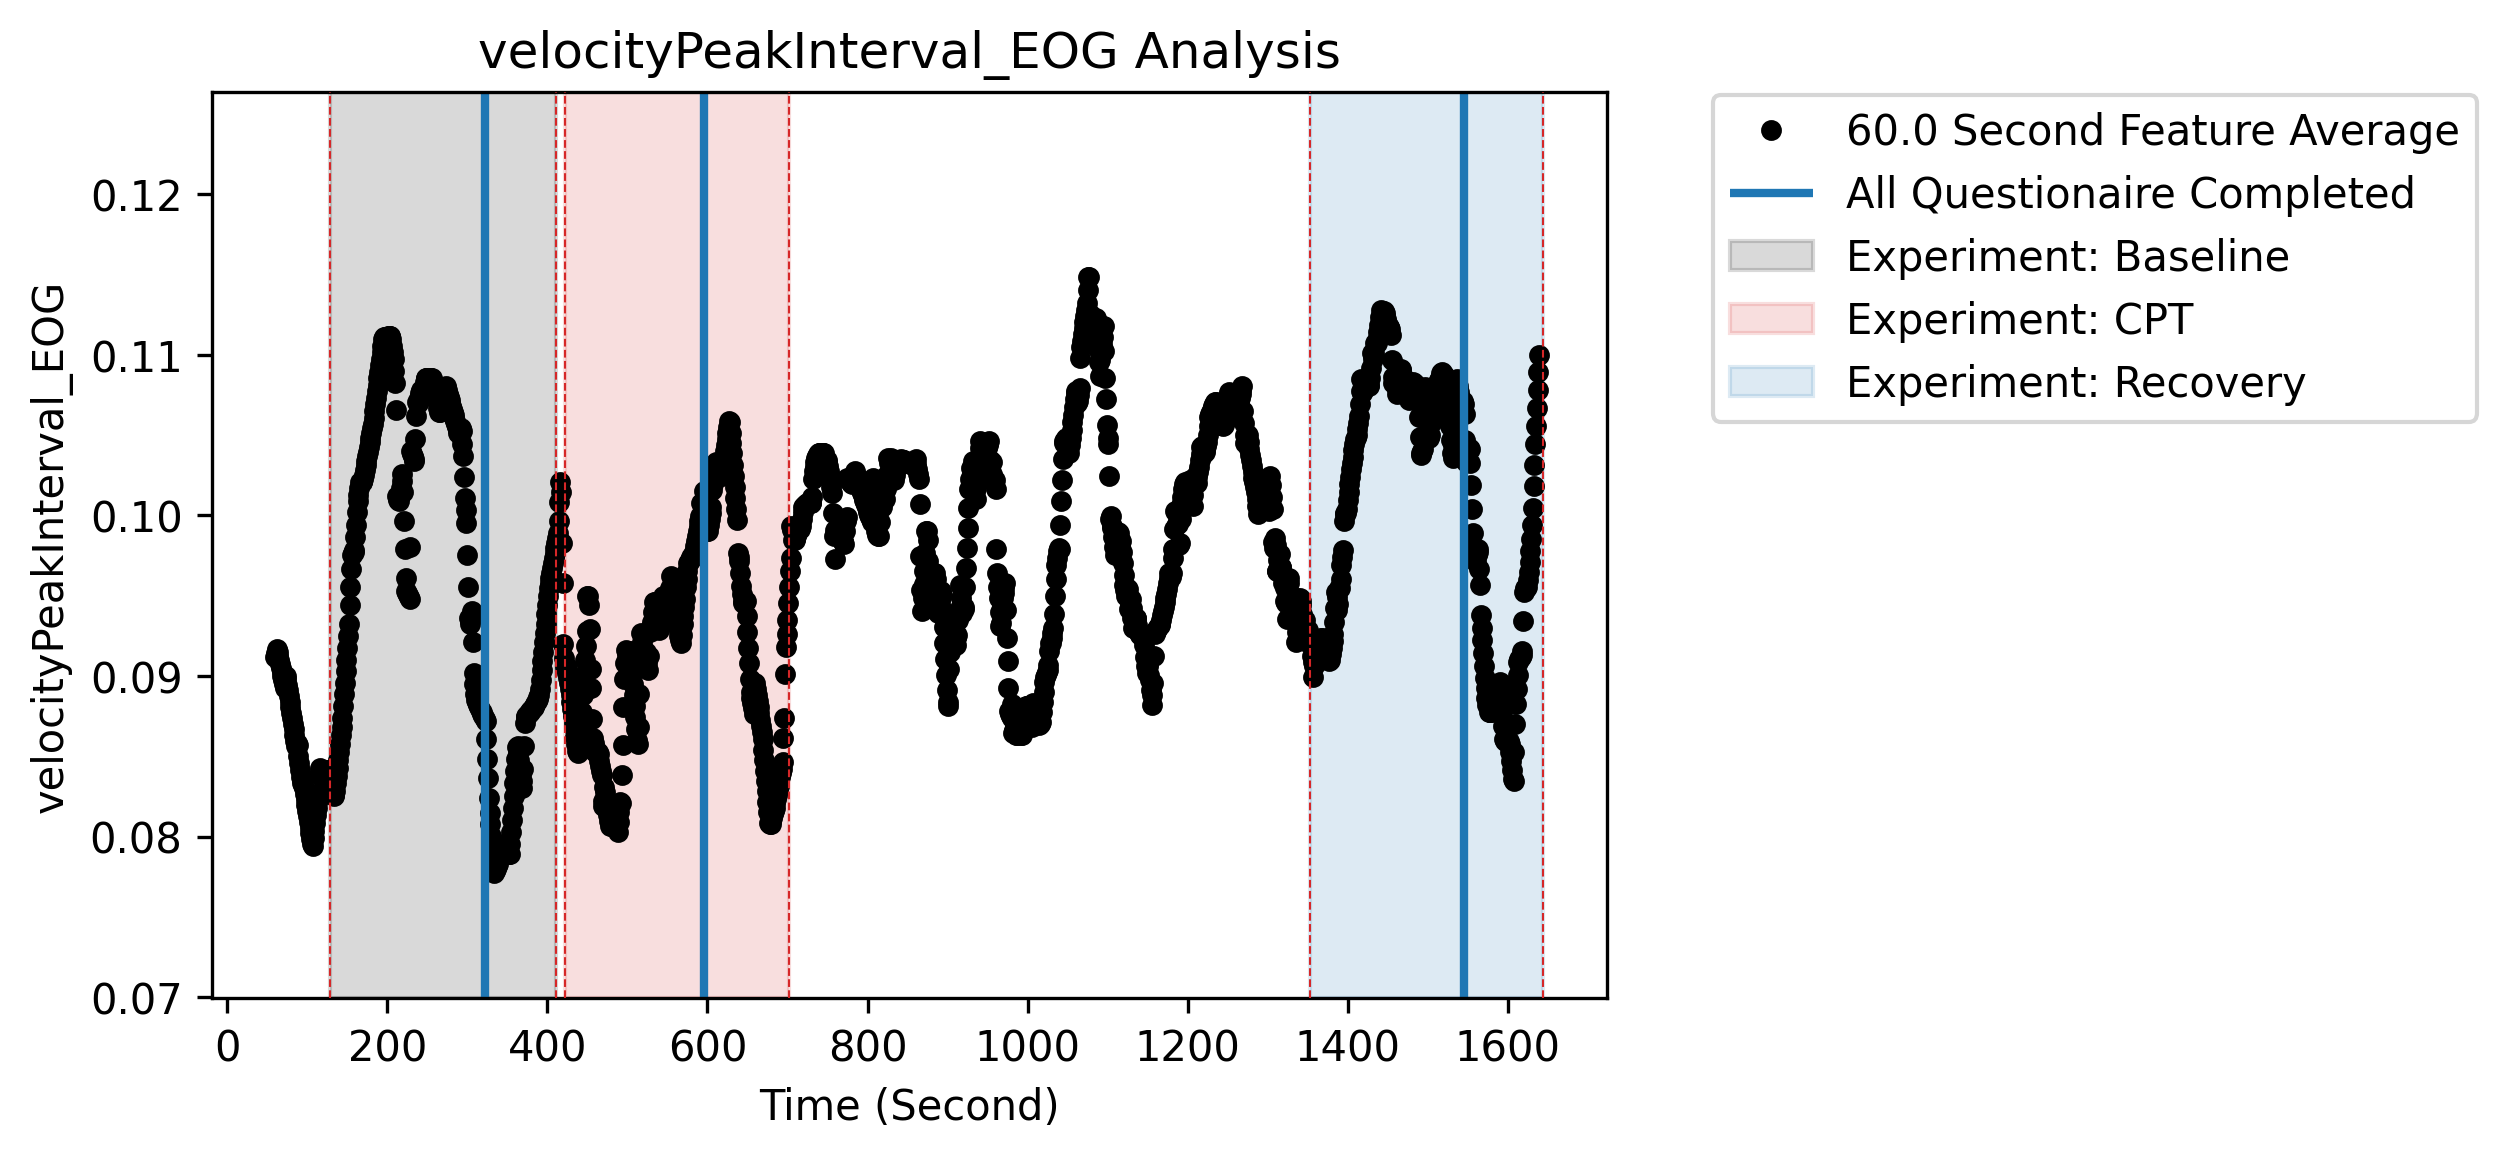 velocityPeakInterval_EOG Analysis
velocityPeakInterval_EOG
0.12
0.11
0.10
0.09
0.08
0.07
0 200 400 600 800 1000 1200 1400 1600
Time (Second)
60.0 Second Feature Average
All Questionaire Completed
Experiment: Baseline
Experiment: CPT
Experiment: Recovery